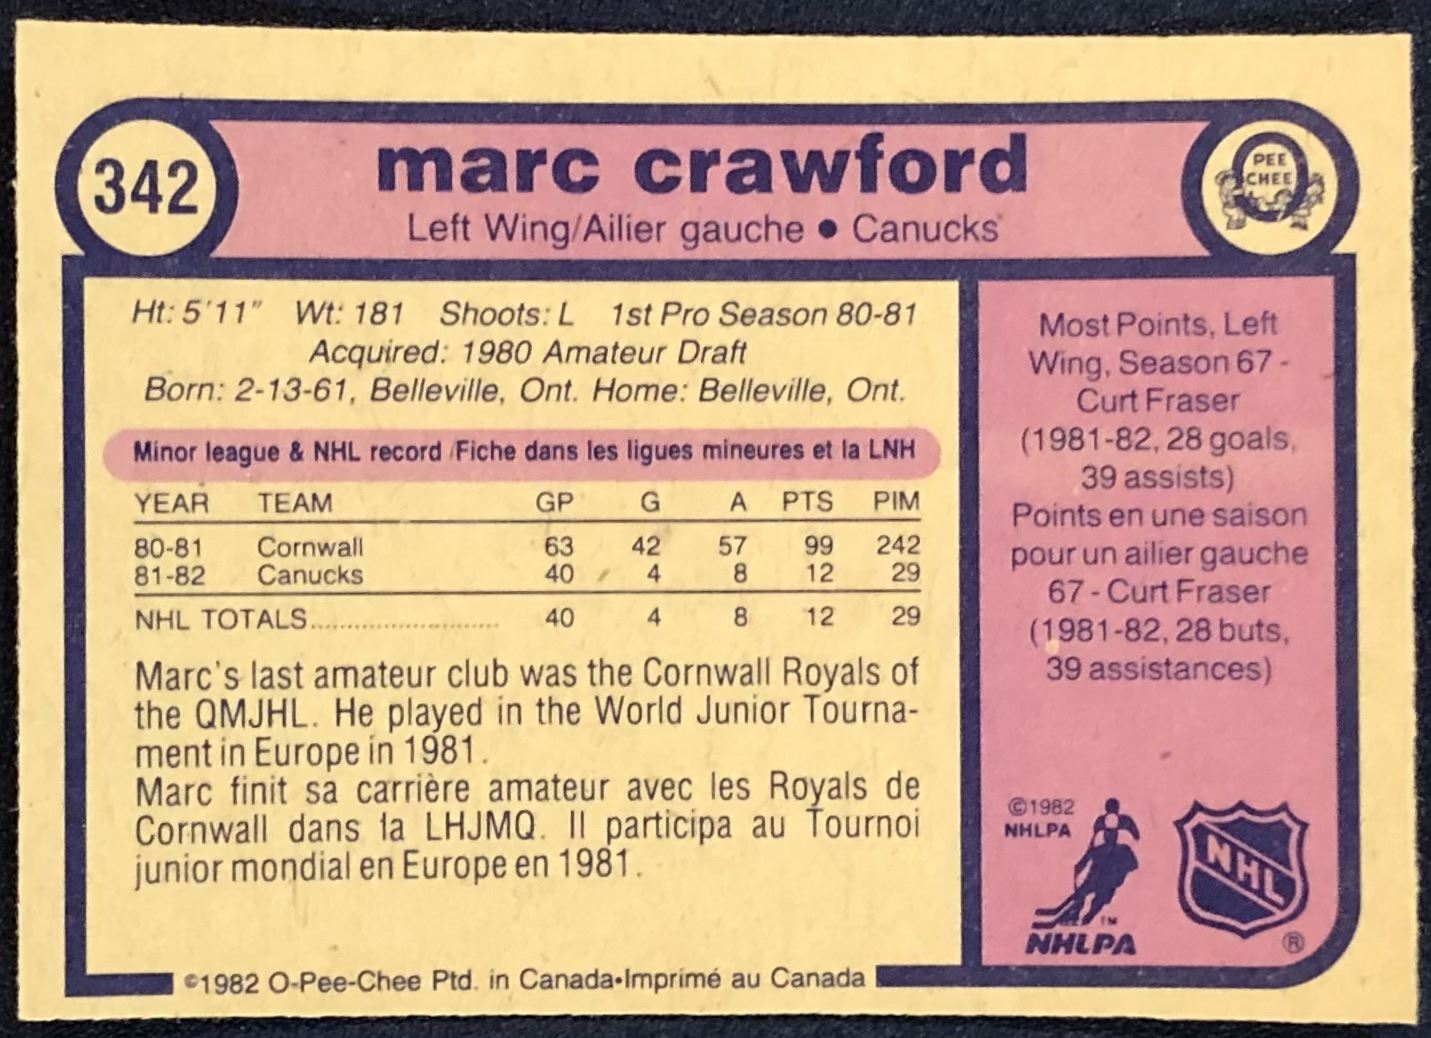 342
marc crawford
Left Wing/Ailier gauche • Canucks
PEE
CHEE
Ht: 5'11" Wt: 181 Shoots: L 1st Pro Season 80-81
Acquired: 1980 Amateur Draft
Born: 2-13-61, Belleville, Ont. Home: Belleville, Ont.
Minor league & NHL record /Fiche dans les ligues mineures et la LNH
YEAR TEAM GP G A PTS PIM
80-81 Cornwall 63 42 57 99 242
81-82 Canucks 40 4 8 12 29
NHL TOTALS.......................... 40 4 8 12 29
Marc's last amateur club was the Cornwall Royals of
the QMJHL. He played in the World Junior Tourna-
ment in Europe in 1981.
Marc finit sa carrière amateur avec les Royals de
Cornwall dans la LHJMQ. Il participa au Tournoi
junior mondial en Europe en 1981.
Most Points, Left
Wing, Season 67 -
Curt Fraser
(1981-82, 28 goals,
39 assists)
Points en une saison
pour un ailier gauche
67 - Curt Fraser
(1981-82, 28 buts,
39 assistances)
©1982
NHLPA
TM
NHLPA
NHL
®
©1982 O-Pee-Chee Ptd. in Canada•Imprimé au Canada